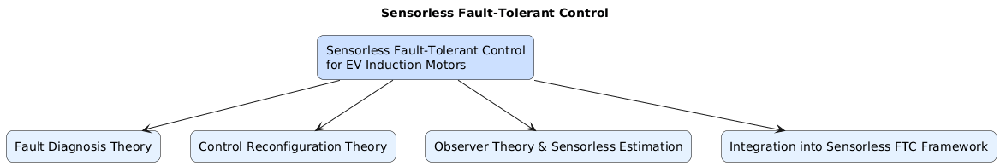 Sensorless Fault-Tolerant Control
Sensorless Fault-Tolerant Control
for EV Induction Motors
Fault Diagnosis Theory
Control Reconfiguration Theory
Observer Theory & Sensorless Estimation
Integration into Sensorless FTC Framework